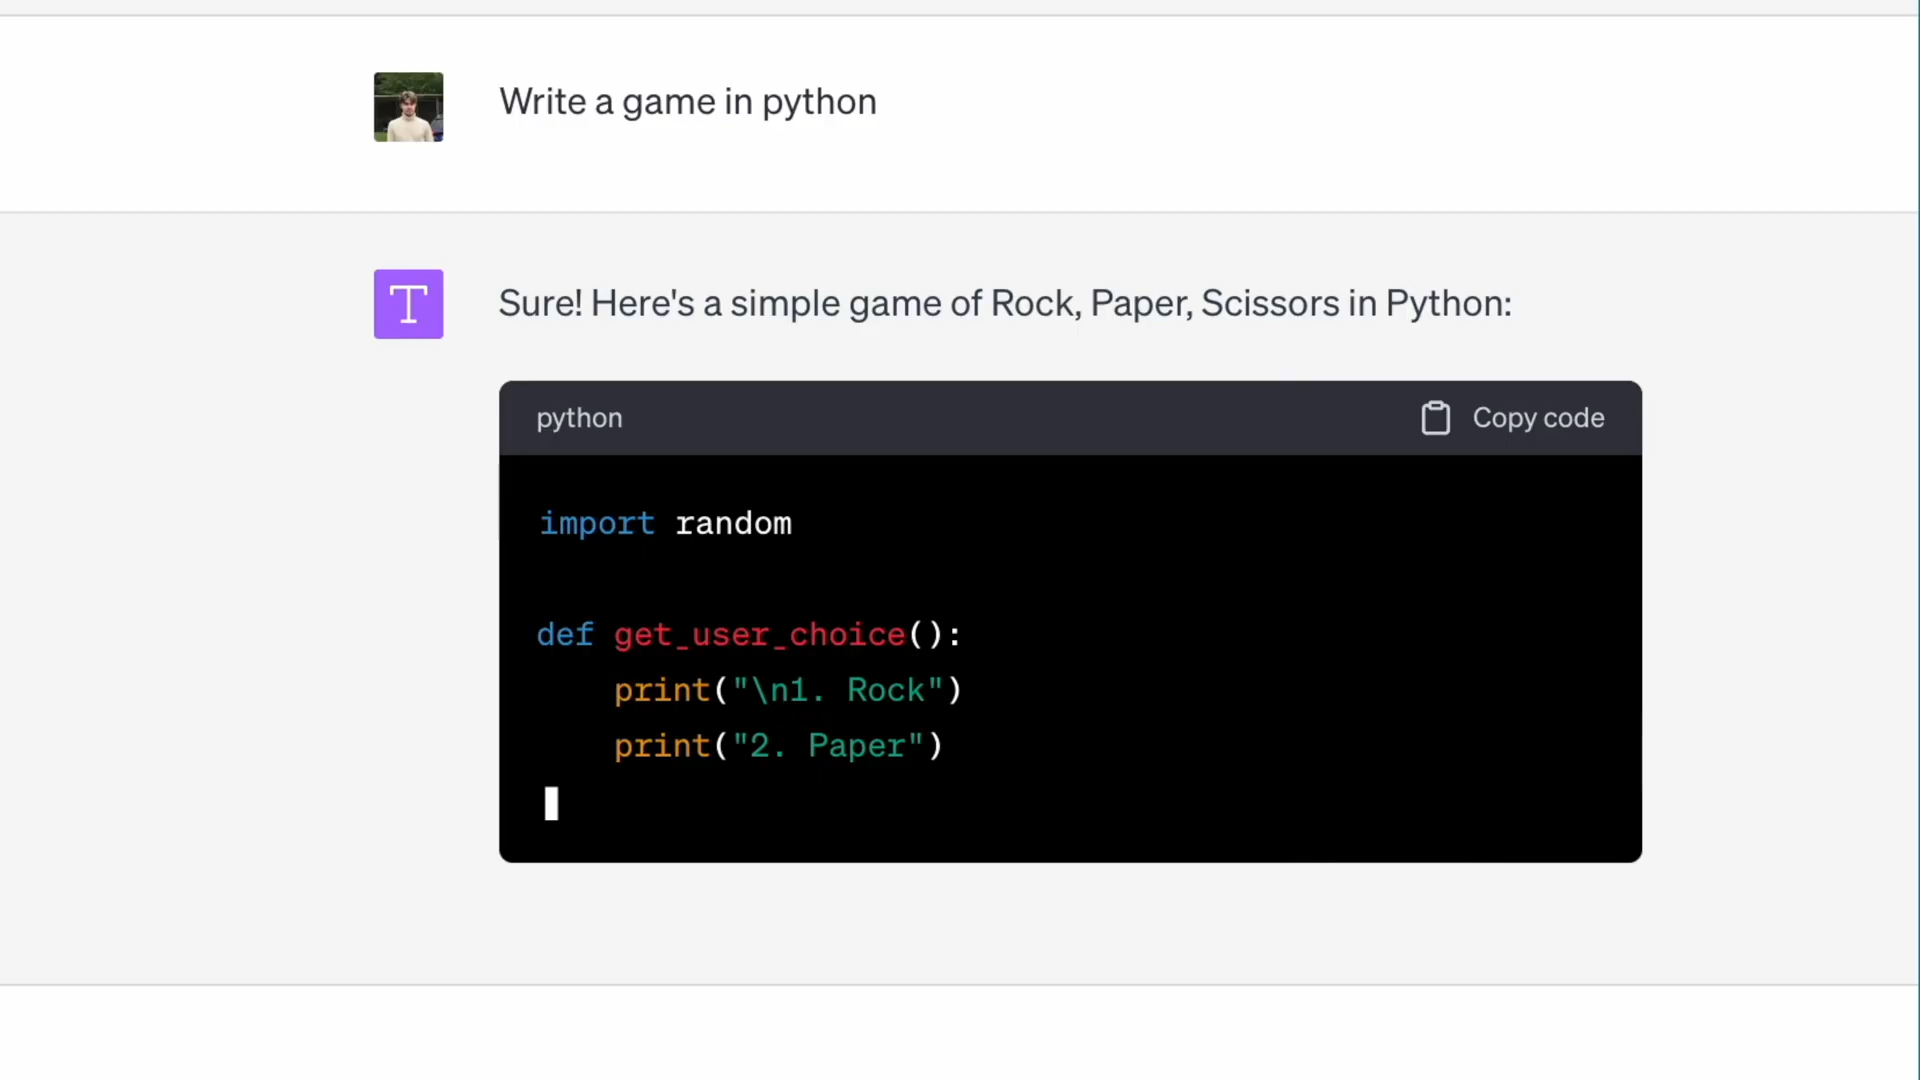 Write a game in python
T
Sure! Here's a simple game of Rock, Paper, Scissors in Python:
python
Copy code
import random
def get_user_choice():
    print("\n1. Rock")
    print("2. Paper")